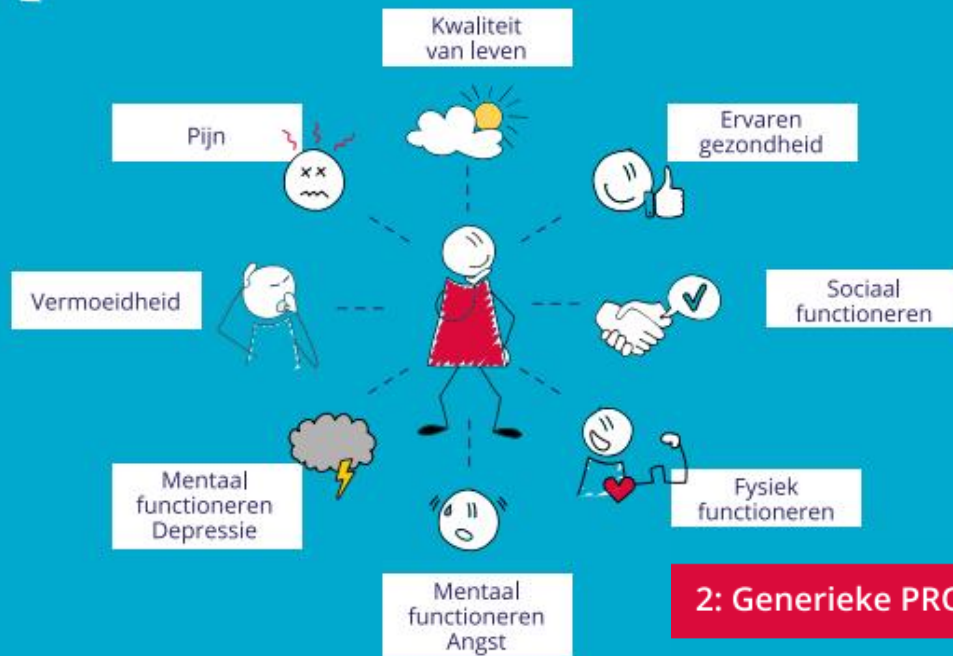 Kwaliteit
van leven
Pijn
Ervaren
gezondheid
Vermoeidheid
Sociaal
functioneren
Mentaal
functioneren
Depressie
Fysiek
functioneren
Mentaal
functioneren
Angst
2: Generieke PRO